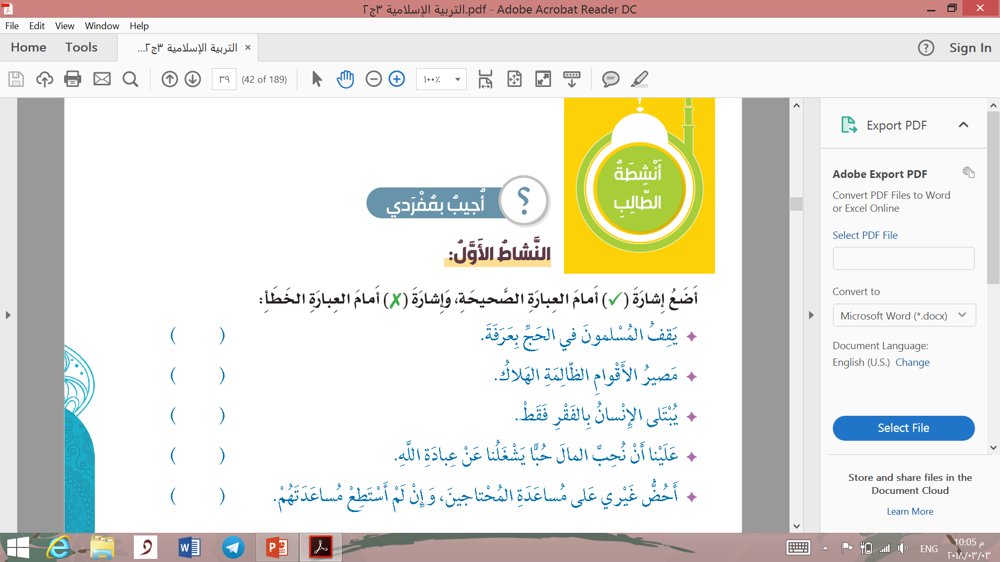 التربية الإسلامية ٣ج٢.pdf - Adobe Acrobat Reader DC
File Edit View Window Help
Home Tools التربية الإسلامية ٣ج٢... × ? Sign In
٣٩ (42 of 189) ١٠٠٪
أَنْشِطَةُ
الطّالِبِ
؟ أُجيبُ بمُفْرَدي
النَّشاطُ الأَوَّلُ:
أَضَعُ إِشارَةَ (✓) أَمامَ العِبارَةِ الصَّحيحَةِ، وَإِشارَةَ (✗) أَمامَ العِبارَةِ الخَطَأِ:
يَقِفُ المُسْلمونَ في الحَجِّ بِعَرَفَةَ. ( )
مَصيرُ الأَقْوامِ الظّالِمَةِ الهَلاكُ. ( )
يُبْتَلى الإِنْسانُ بِالفَقْرِ فَقَطْ. ( )
عَلَيْنا أَنْ نُحِبَّ المالَ حُبًّا يَشْغَلُنا عَنْ عِبادَةِ اللَّهِ. ( )
أَحُضُّ غَيْري عَلى مُساعَدَةِ المُحْتاجينَ، وَإِنْ لَمْ أَسْتَطِعْ مُساعَدَتَهُمْ. ( )
Export PDF
Adobe Export PDF
Convert PDF Files to Word
or Excel Online
Select PDF File
Convert to
Microsoft Word (*.docx)
Document Language:
English (U.S.) Change
Select File
Store and share files in the
Document Cloud
Learn More
ENG
10:05 م
٢٠١٨/٠٣/٠٣